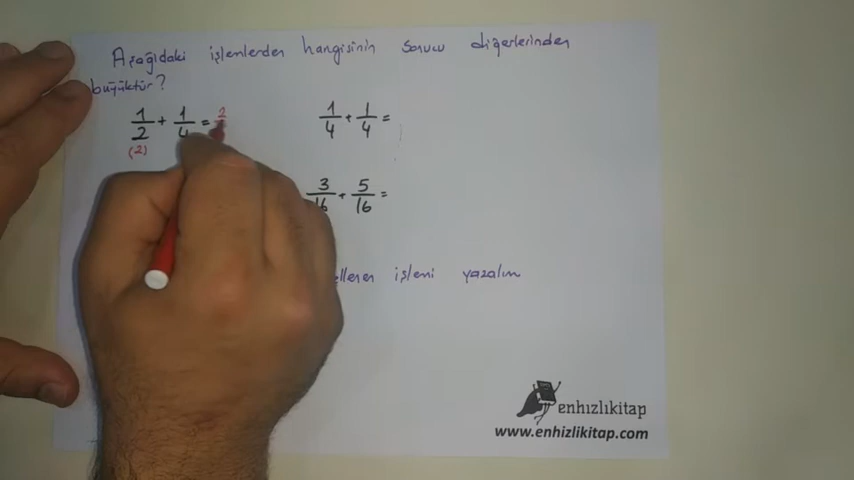 Aşağıdaki işlemlerden hangisinin sonucu diğerlerinden
büyüktür?
1/2 + 1/4 = 2
(2)
1/4 + 1/4 =
3/16 + 5/16 =
işlemi yazalım
enhızlıkitap
www.enhizlikitap.com